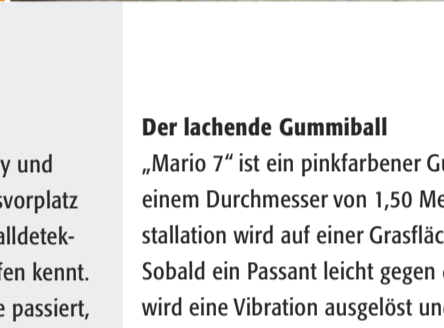 y und
svorplatz
alldetek-
fen kennt.
e passiert,
Der lachende Gummiball
„Mario 7“ ist ein pinkfarbener Gu
einem Durchmesser von 1,50 Me
stallation wird auf einer Grasfläc
Sobald ein Passant leicht gegen
wird eine Vibration ausgelöst un